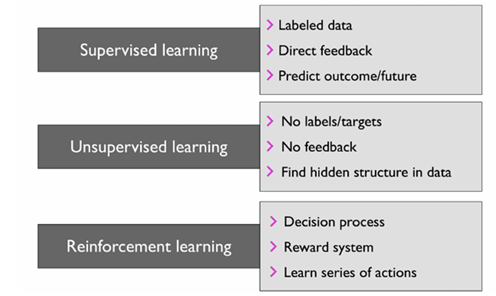 Supervised learning
Labeled data
Direct feedback
Predict outcome/future
Unsupervised learning
No labels/targets
No feedback
Find hidden structure in data
Reinforcement learning
Decision process
Reward system
Learn series of actions